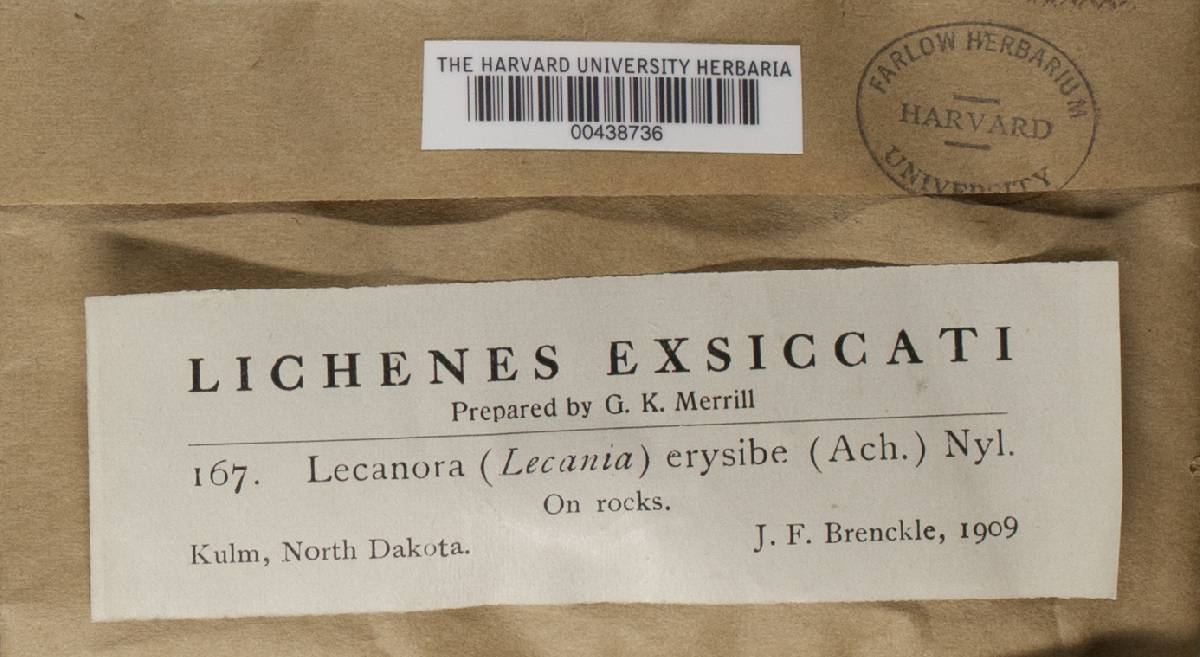 THE HARVARD UNIVERSITY HERBARIA
00438736
FARLOW HERBARIUM
HARVARD
UNIVERSITY
LICHENES EXSICCATI
Prepared by G. K. Merrill
167. Lecanora (Lecania) erysibe (Ach.) Nyl.
On rocks.
Kulm, North Dakota.
J. F. Brenckle, 1909